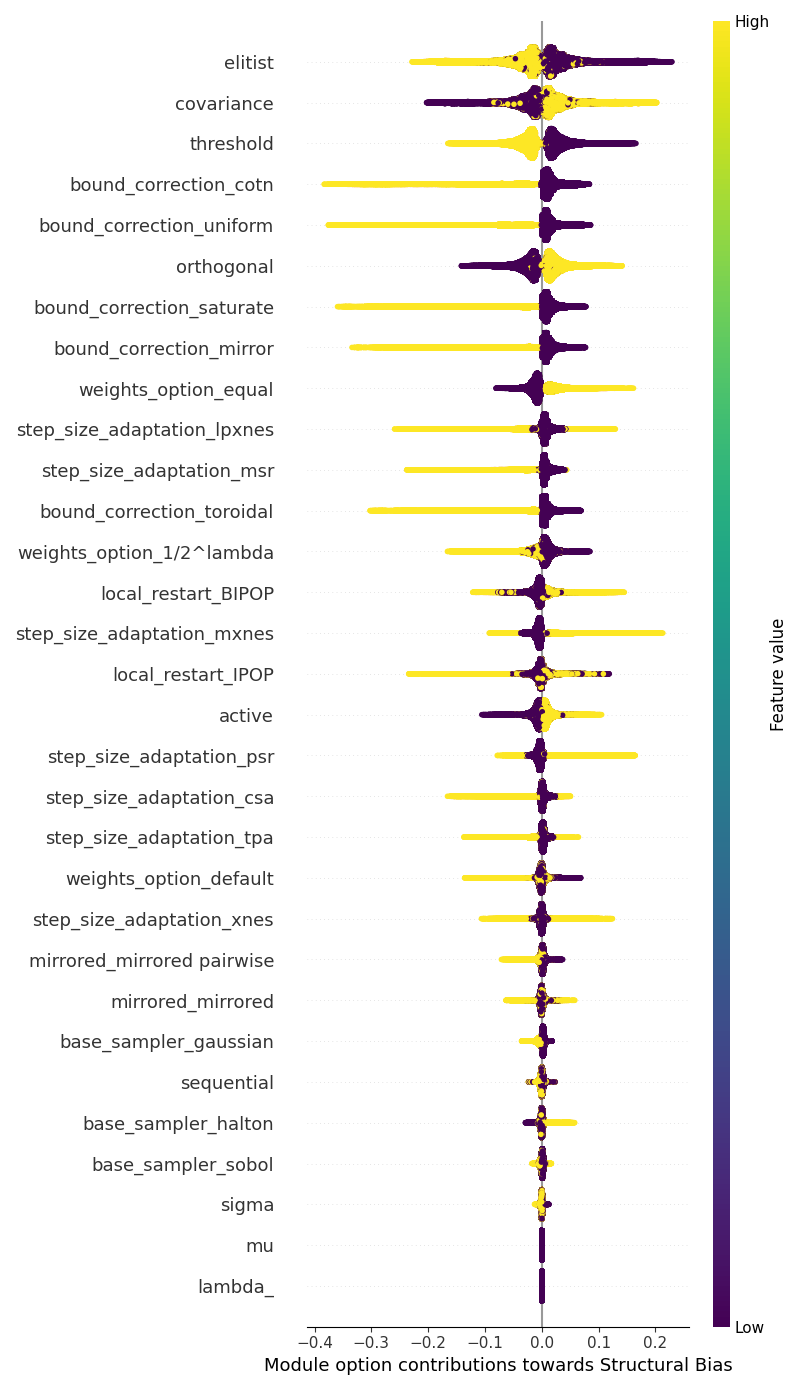 High
elitist
covariance
threshold
bound_correction_cotn
bound_correction_uniform
orthogonal
bound_correction_saturate
bound_correction_mirror
weights_option_equal
step_size_adaptation_lpxnes
step_size_adaptation_msr
bound_correction_toroidal
weights_option_1/2^lambda
local_restart_BIPOP
step_size_adaptation_mxnes
local_restart_IPOP
active
step_size_adaptation_psr
step_size_adaptation_csa
step_size_adaptation_tpa
weights_option_default
step_size_adaptation_xnes
mirrored_mirrored pairwise
mirrored_mirrored
base_sampler_gaussian
sequential
base_sampler_halton
base_sampler_sobol
sigma
mu
lambda_
Feature value
Low
−0.4 −0.3 −0.2 −0.1 0.0 0.1 0.2
Module option contributions towards Structural Bias